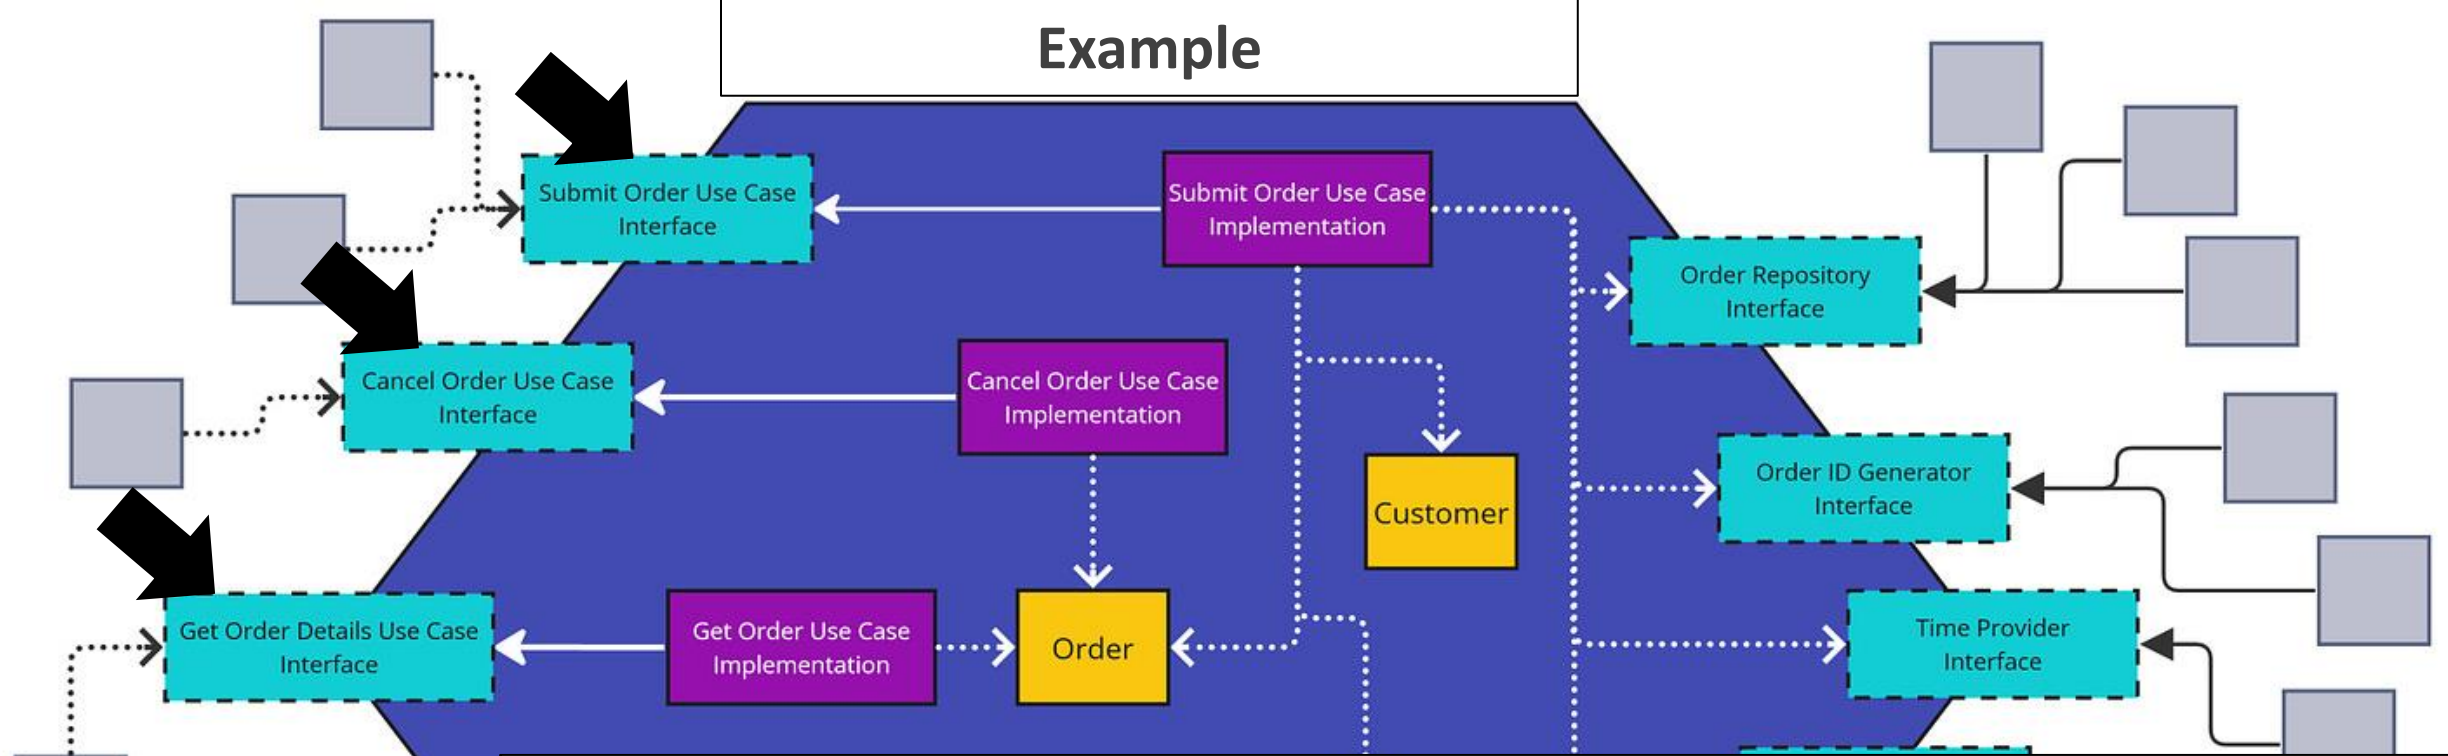 Example
Submit Order Use Case
Interface
Submit Order Use Case
Implementation
Order Repository
Interface
Cancel Order Use Case
Interface
Cancel Order Use Case
Implementation
Customer
Order ID Generator
Interface
Get Order Details Use Case
Interface
Get Order Use Case
Implementation
Order
Time Provider
Interface